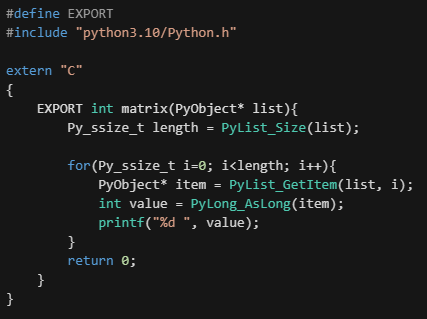 #define EXPORT
#include "python3.10/Python.h"

extern "C"
{
    EXPORT int matrix(PyObject* list){
        Py_ssize_t length = PyList_Size(list);

        for(Py_ssize_t i=0; i<length; i++){
            PyObject* item = PyList_GetItem(list, i);
            int value = PyLong_AsLong(item);
            printf("%d ", value);
        }
        return 0;
    }
}